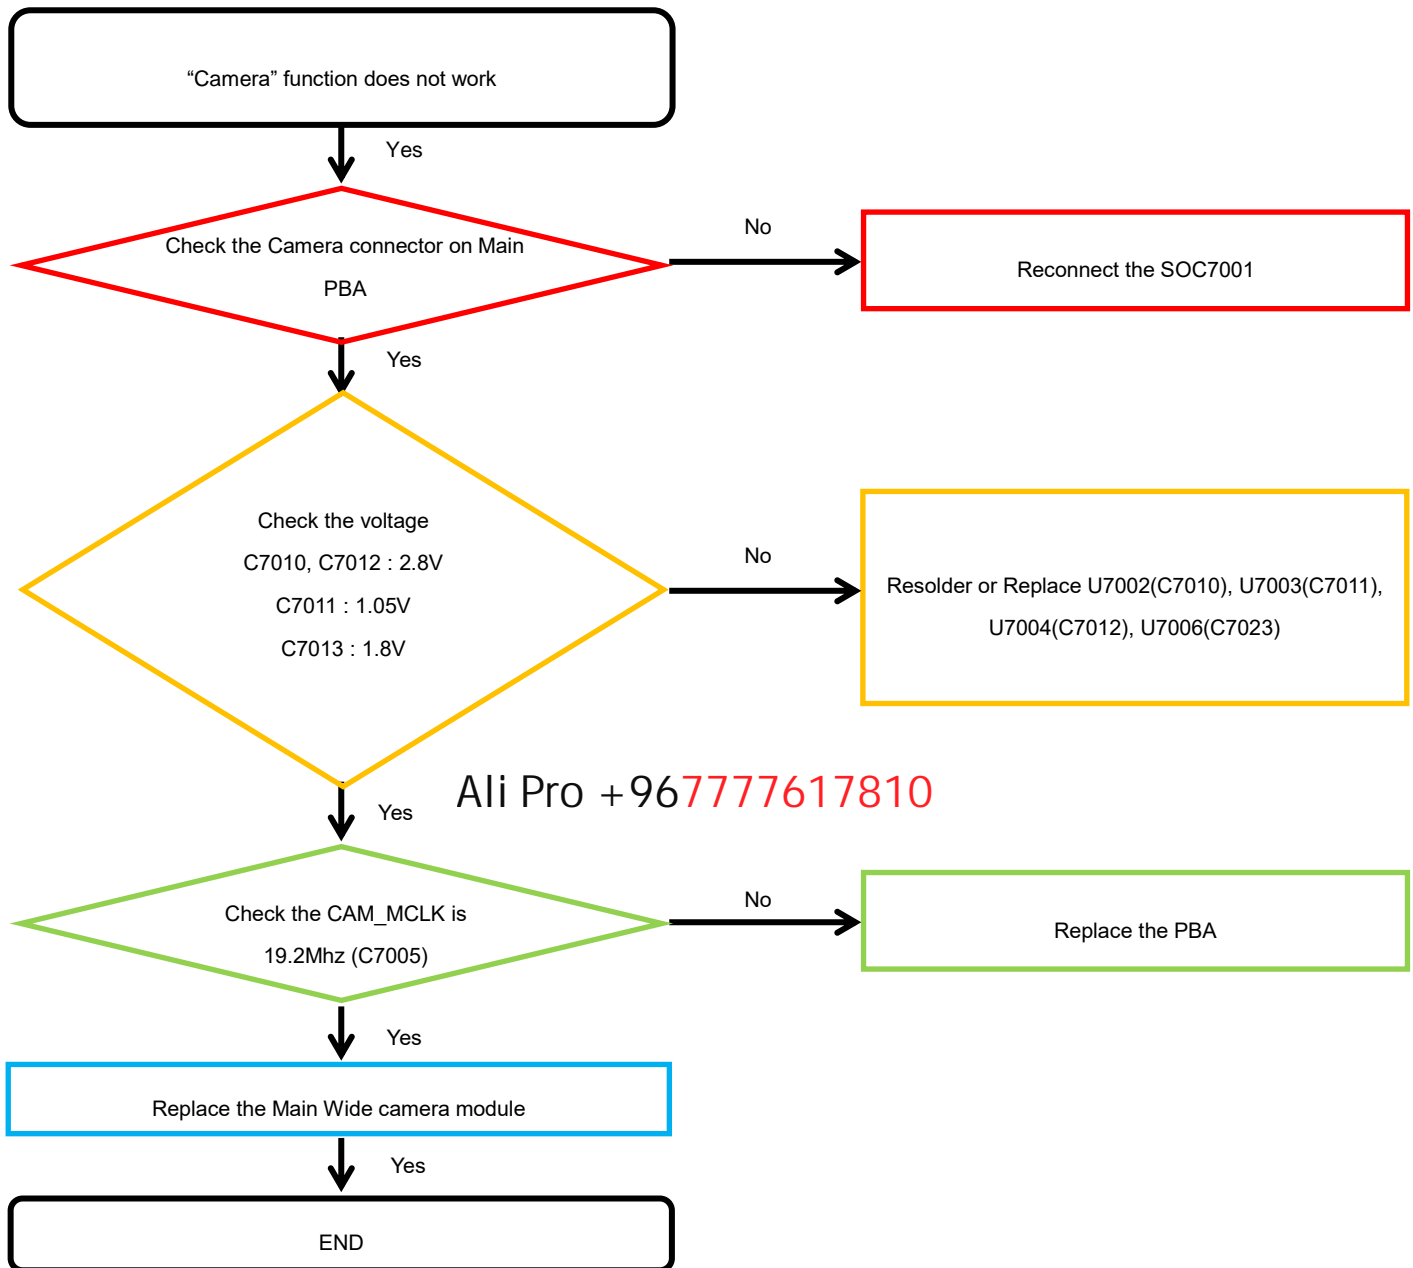 “Camera” function does not work
Yes
Check the Camera connector on Main
PBA
No
Reconnect the SOC7001
Yes
Check the voltage
C7010, C7012 : 2.8V
C7011 : 1.05V
C7013 : 1.8V
No
Resolder or Replace U7002(C7010), U7003(C7011),
U7004(C7012), U7006(C7023)
Ali Pro +967777617810
Yes
Check the CAM_MCLK is
19.2Mhz (C7005)
No
Replace the PBA
Yes
Replace the Main Wide camera module
Yes
END